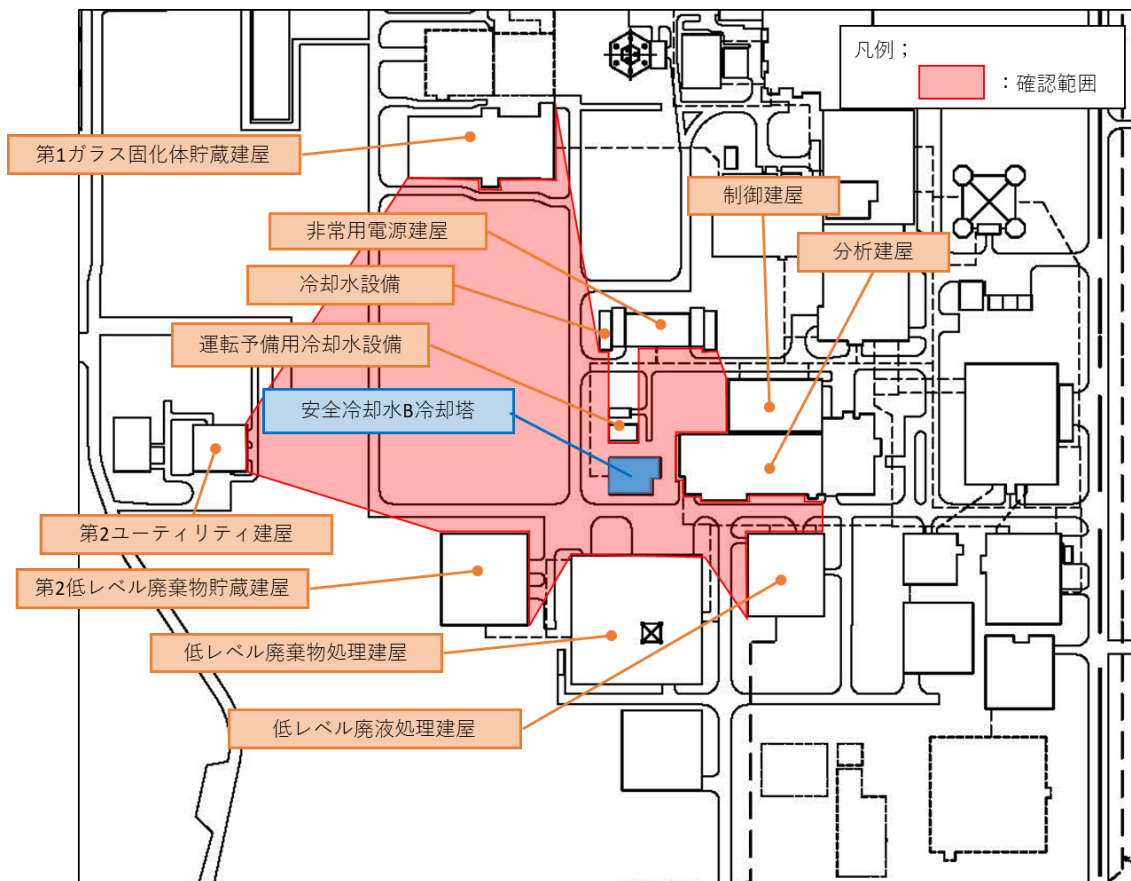 凡例；
：確認範囲
第1ガラス固化体貯蔵建屋
制御建屋
非常用電源建屋
分析建屋
冷却水設備
運転予備用冷却水設備
安全冷却水B冷却塔
第2ユーティリティ建屋
第2低レベル廃棄物貯蔵建屋
低レベル廃棄物処理建屋
低レベル廃液処理建屋